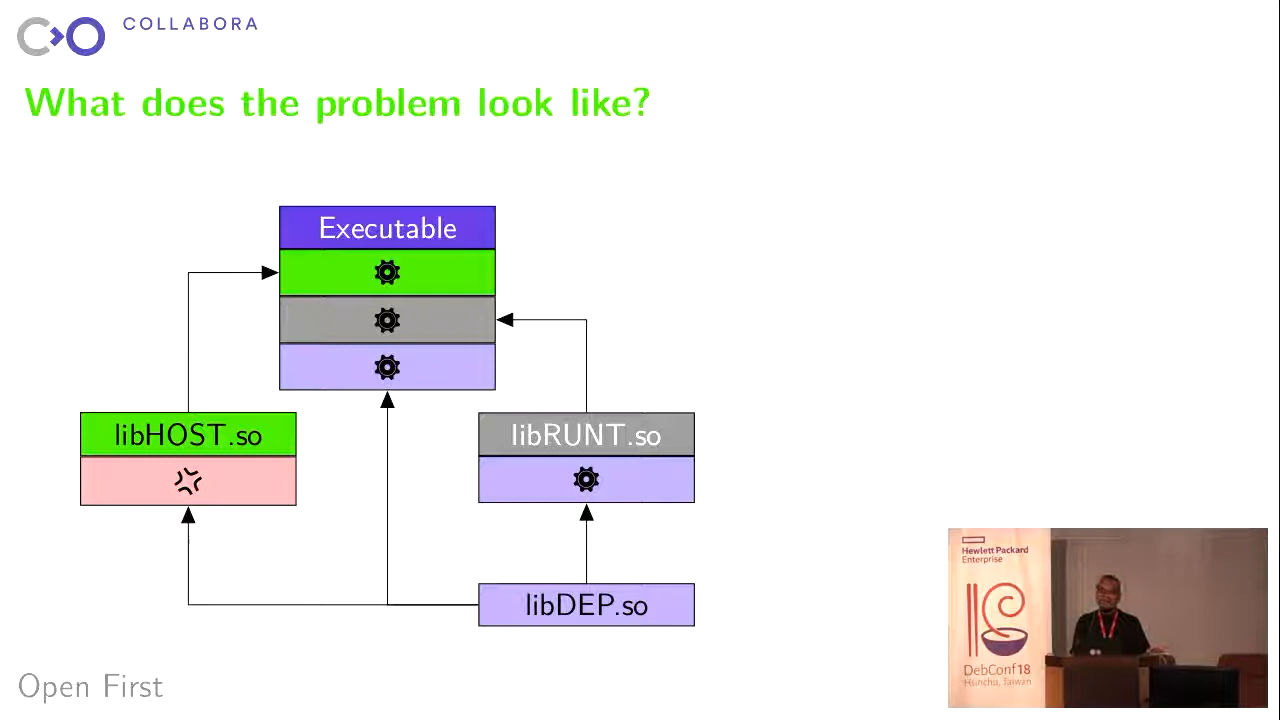 COLLABORA
What does the problem look like?
Executable
libHOST.so
libRUNT.so
libDEP.so
Open First
Hewlett Packard
Enterprise
DebConf18
Hsinchu, Taiwan